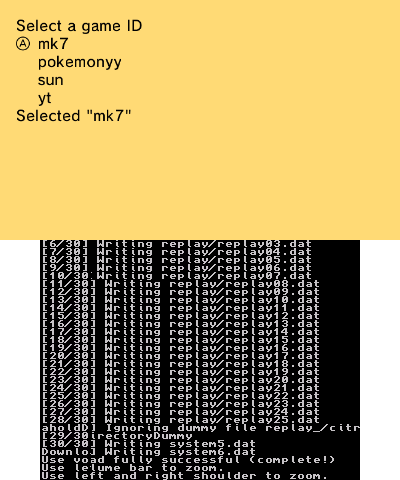 Select a game ID
Ⓐ mk7
pokemonyy
sun
yt
Selected "mk7"
[6/30] Writing replay/replay03.dat
[7/30] Writing replay/replay04.dat
[8/30] Writing replay/replay05.dat
[9/30] Writing replay/replay06.dat
[10/30] Writing replay/replay07.dat
[11/30] Writing replay/replay08.dat
[12/30] Writing replay/replay09.dat
[13/30] Writing replay/replay10.dat
[14/30] Writing replay/replay11.dat
[15/30] Writing replay/replay12.dat
[16/30] Writing replay/replay13.dat
[17/30] Writing replay/replay14.dat
[18/30] Writing replay/replay15.dat
[19/30] Writing replay/replay16.dat
[20/30] Writing replay/replay17.dat
[21/30] Writing replay/replay18.dat
[22/30] Writing replay/replay19.dat
[23/30] Writing replay/replay20.dat
[24/30] Writing replay/replay21.dat
[25/30] Writing replay/replay22.dat
[26/30] Writing replay/replay23.dat
[27/30] Writing replay/replay24.dat
[28/30] Writing replay/replay25.dat
aholdD] Ignoring dummy file replay_/citr
[29/30irectoryDummy
[30/30] Writing system5.dat
Downlo] Writing system6.dat
Use voad fully successful (complete!)
Use lelume bar to zoom.
Use left and right shoulder to zoom.